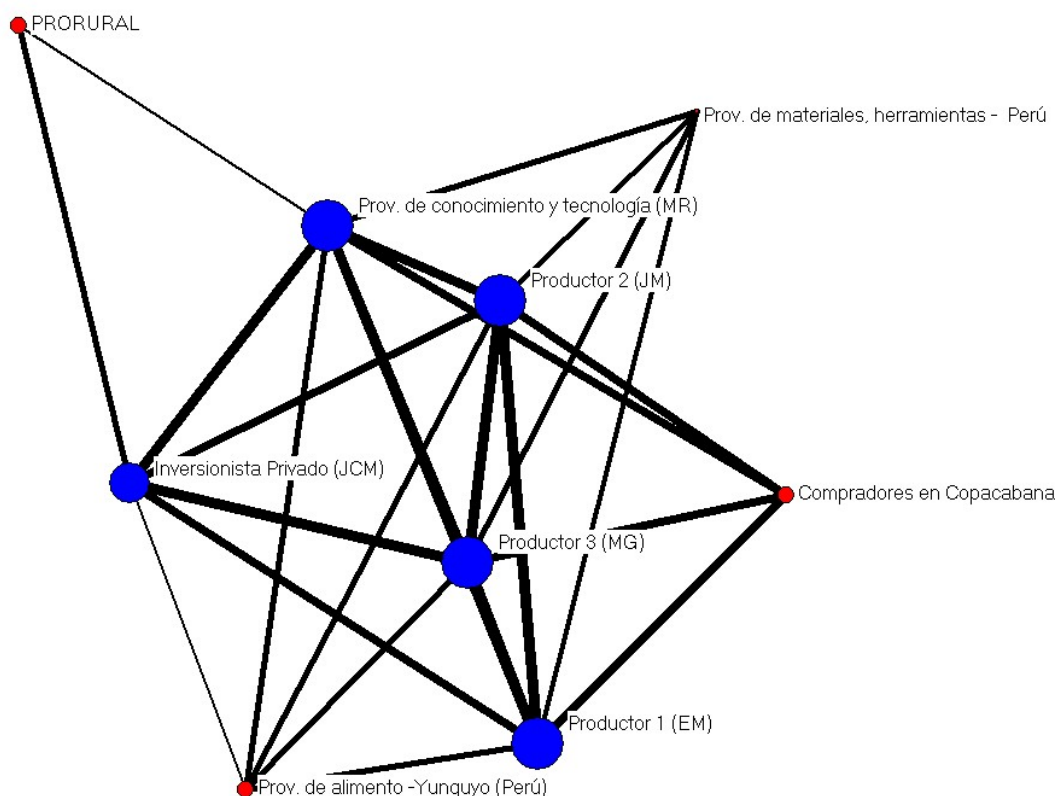 PRORURAL
Prov. de materiales, herramientas - Perú
Prov. de conocimiento y tecnología (MR)
Productor 2 (JM)
Inversionista Privado (JCM)
Compradores en Copacabana
Productor 3 (MG)
Productor 1 (EM)
Prov. de alimento -Yunguyo (Perú)